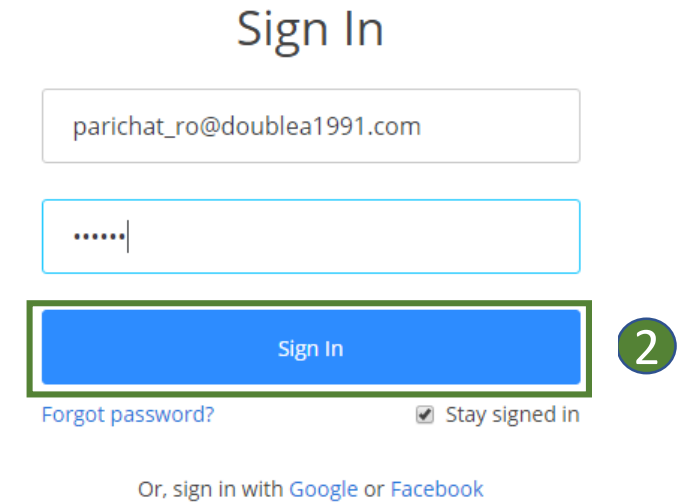 Sign In
parichat_ro@doublea1991.com
••••••
Sign In
2
Forgot password?
Stay signed in
Or, sign in with Google or Facebook